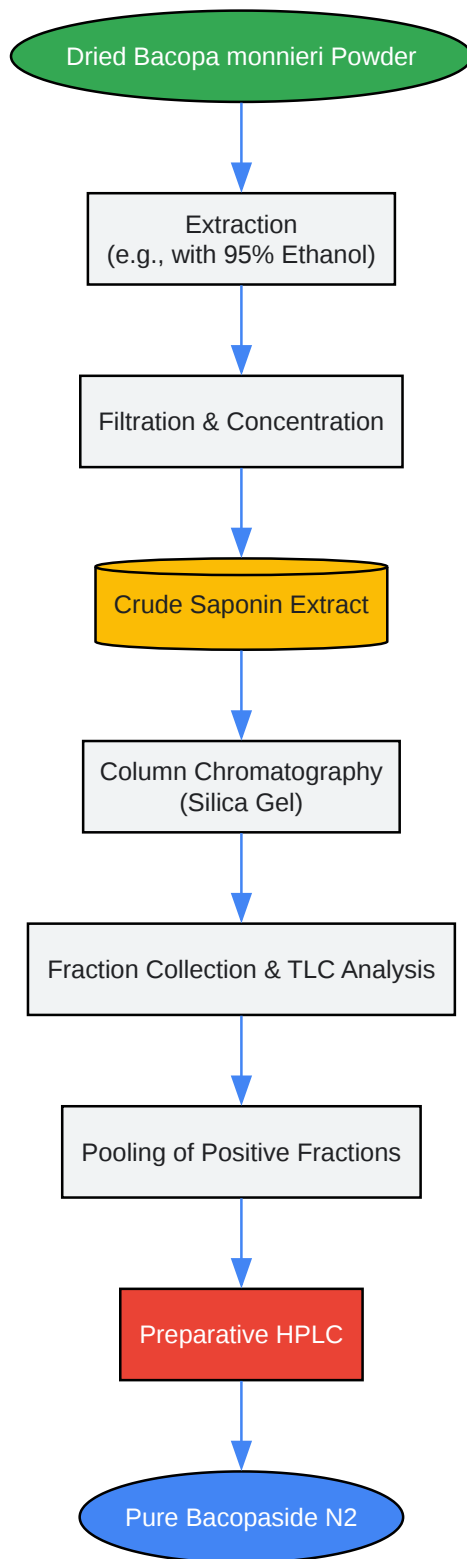 Dried Bacopa monnieri Powder
Extraction
(e.g., with 95% Ethanol)
Filtration & Concentration
Crude Saponin Extract
Column Chromatography
(Silica Gel)
Fraction Collection & TLC Analysis
Pooling of Positive Fractions
Preparative HPLC
Pure Bacopaside N2